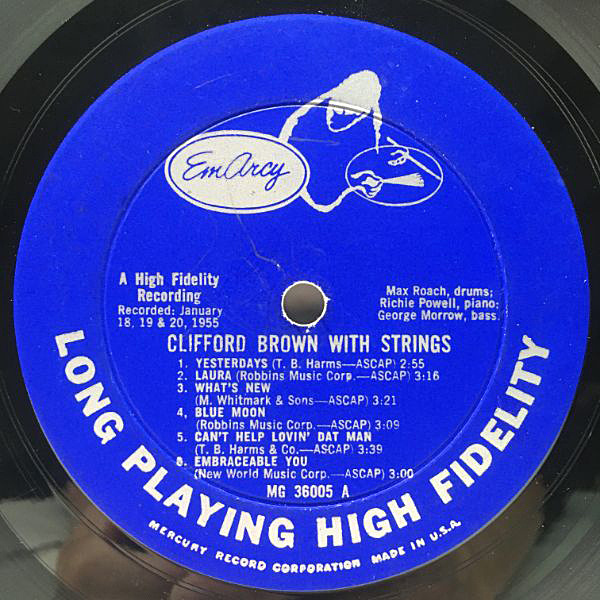 EmArcy
A High Fidelity
Recording
Recorded: January
18, 19 & 20, 1955
Max Roach, drums;
Richie Powell, piano;
George Morrow, bass.
CLIFFORD BROWN WITH STRINGS
1. YESTERDAYS (T. B. Harms—ASCAP) 2:55
2. LAURA (Robbins Music Corp.—ASCAP) 3:16
3. WHAT'S NEW
(M. Whitmark & Sons—ASCAP) 3:21
4. BLUE MOON
(Robbins Music Corp.—ASCAP) 3:09
5. CAN'T HELP LOVIN' DAT MAN
(T. B. Harms & Co.—ASCAP) 3:39
6. EMBRACEABLE YOU
(New World Music Corp.—ASCAP) 3:00
MG 36005 A
LONG PLAYING HIGH FIDELITY
MERCURY RECORD CORPORATION MADE IN U.S.A.